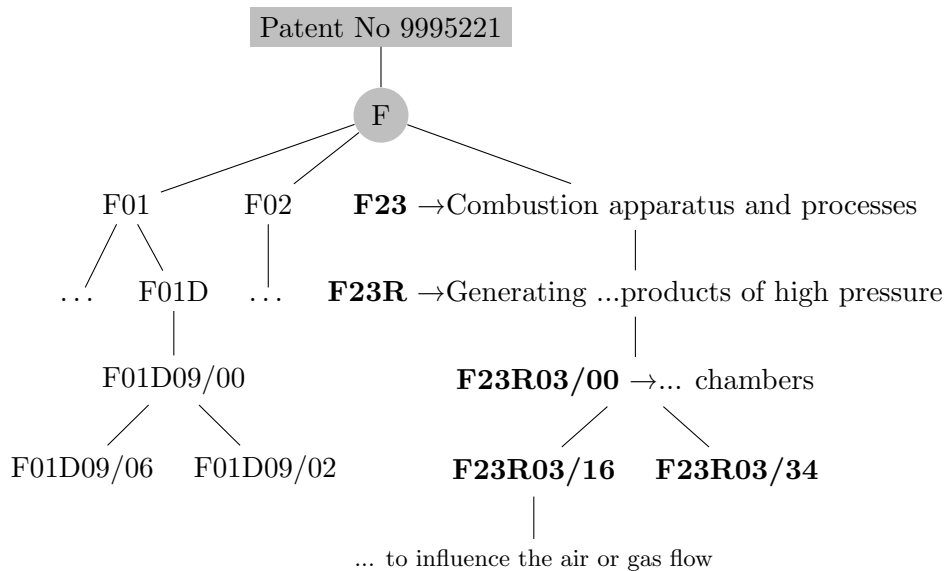 Patent No 9995221
F
F01 F02 F23 →Combustion apparatus and processes
... F01D ... F23R →Generating ...products of high pressure
F01D09/00 F23R03/00 →... chambers
F01D09/06 F01D09/02 F23R03/16 F23R03/34
... to influence the air or gas flow